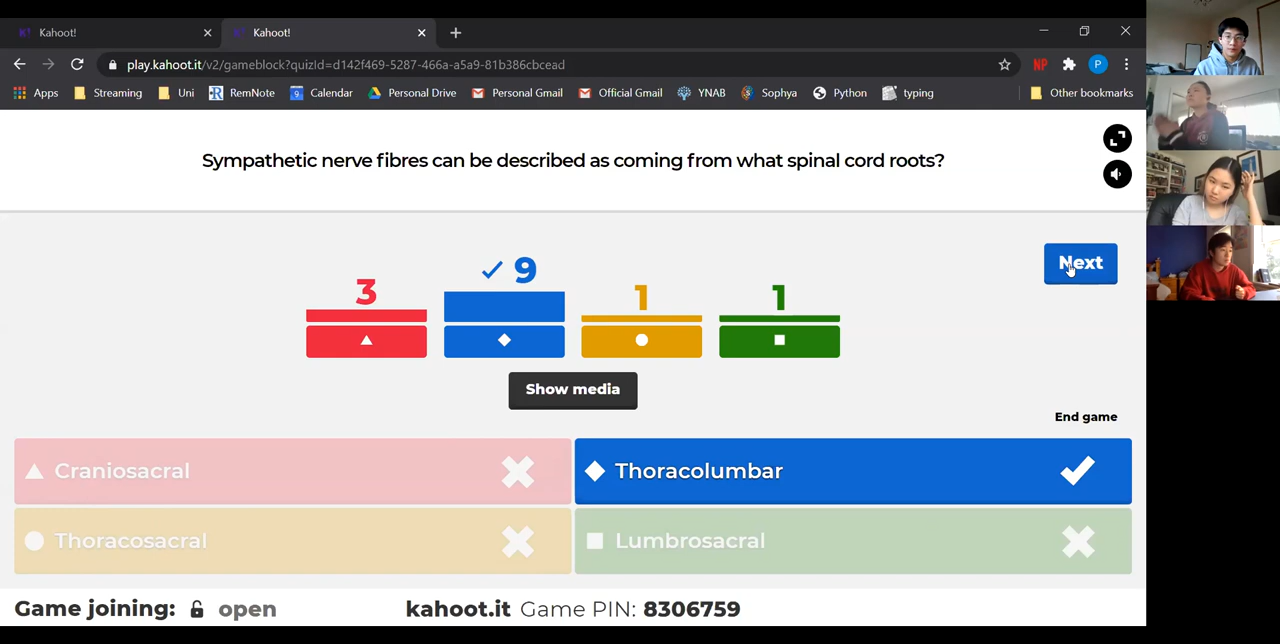 Kahoot! Kahoot!
play.kahoot.it/v2/gameblock?quizId=d142f469-5287-466a-a5a9-81b386cbcead NP P
Apps Streaming Uni RemNote 9 Calendar Personal Drive Personal Gmail Official Gmail YNAB Sophya Python typing Other bookmarks
Sympathetic nerve fibres can be described as coming from what spinal cord roots?
Next
3 9 1 1
Show media
End game
Craniosacral Thoracolumbar
Thoracosacral Lumbrosacral
Game joining: open kahoot.it Game PIN: 8306759